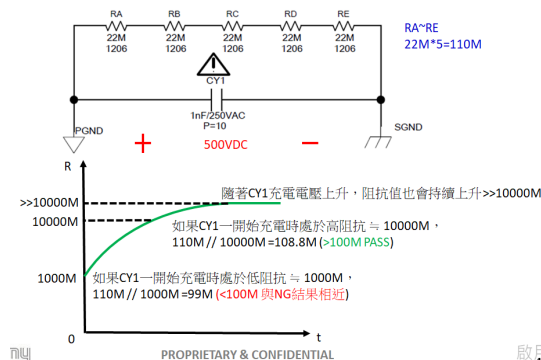 RA RB RC RD RE
22M 22M 22M 22M 22M
1206 1206 1206 1206 1206
RA~RE
22M*5=110M
CY1
1nF/250VAC
P=10
PGND
SGND
+ 500VDC −
R
>>10000M
隨著CY1充電電壓上升，阻抗值也會持續上升>>10000M
10000M
如果CY1一開始充電時處於高阻抗 ≒ 10000M，
110M // 10000M =108.8M (>100M PASS)
1000M
如果CY1一開始充電時處於低阻抗 ≒ 1000M，
110M // 1000M =99M (<100M 與NG結果相近)
0
t
PROPRIETARY & CONFIDENTIAL